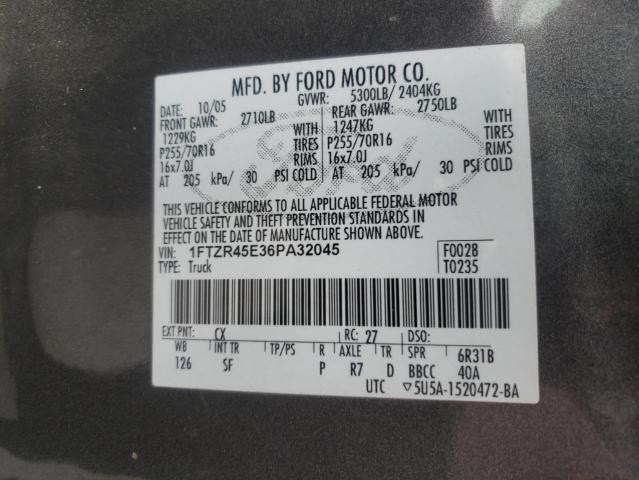 MFD. BY FORD MOTOR CO.
DATE: 10/05 GVWR: 5300LB/ 2404KG
FRONT GAWR: 2710LB WITH REAR GAWR: 2750LB WITH
1229KG TIRES 1247KG TIRES
P255/70R16 RIMS P255/70R16 RIMS
16x7.0J 16x7.0J
AT 205 kPa/ 30 PSI COLD AT 205 kPa/ 30 PSI COLD
Ford
THIS VEHICLE CONFORMS TO ALL APPLICABLE FEDERAL MOTOR
VEHICLE SAFETY AND THEFT PREVENTION STANDARDS IN
EFFECT ON THE DATE OF MANUFACTURE SHOWN ABOVE.
VIN: 1FTZR45E36PA32045 F0028
TYPE: Truck T0235
EXT PNT: CX RC: 27 DSO:
WB INT TR TP/PS R AXLE TR SPR 6R31B
126 SF P R7 D BBCC 40A
UTC ▽5U5A-1520472-BA